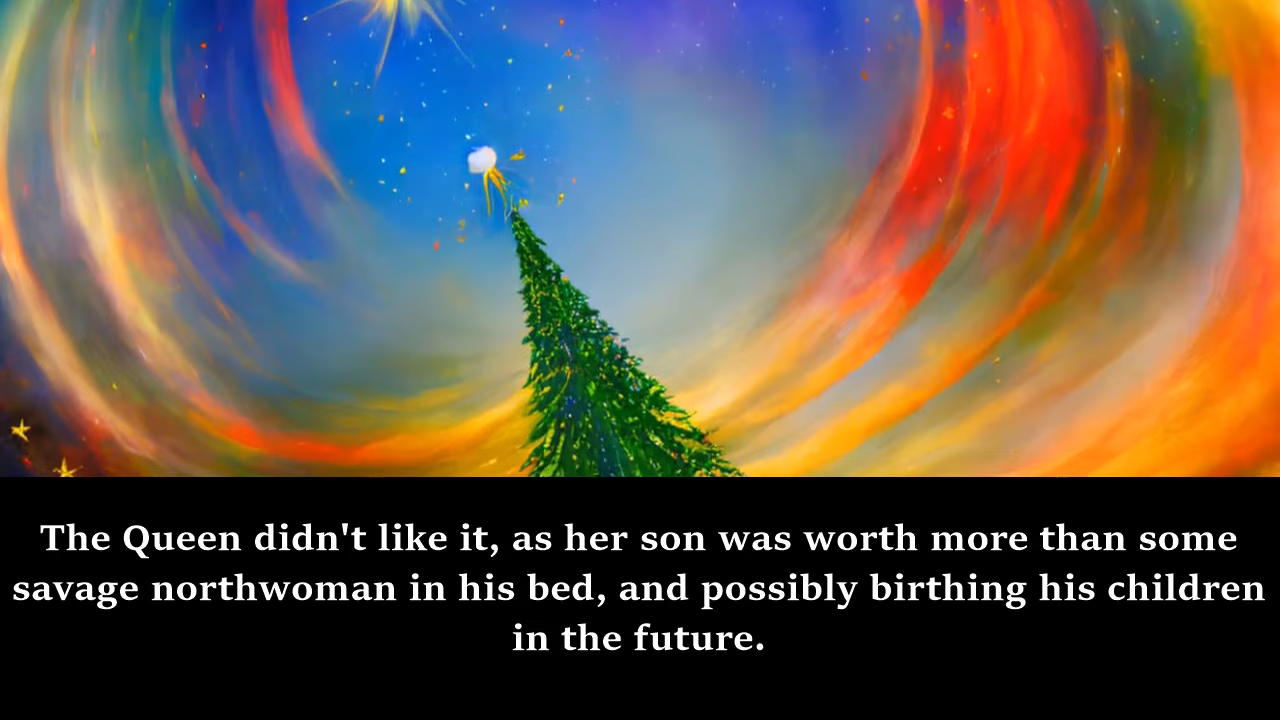 The Queen didn't like it, as her son was worth more than some
savage northwoman in his bed, and possibly birthing his children
in the future.